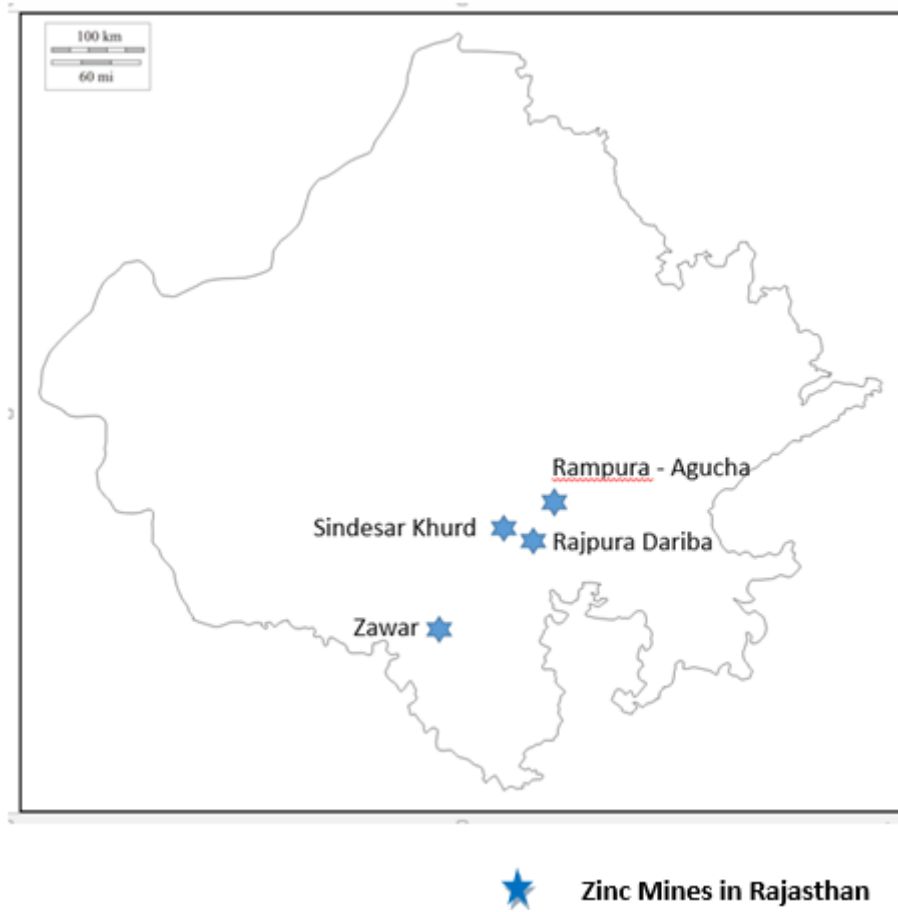 100 km
60 mi
Rampura - Agucha
Sindesar Khurd
Rajpura Dariba
Zawar
Zinc Mines in Rajasthan